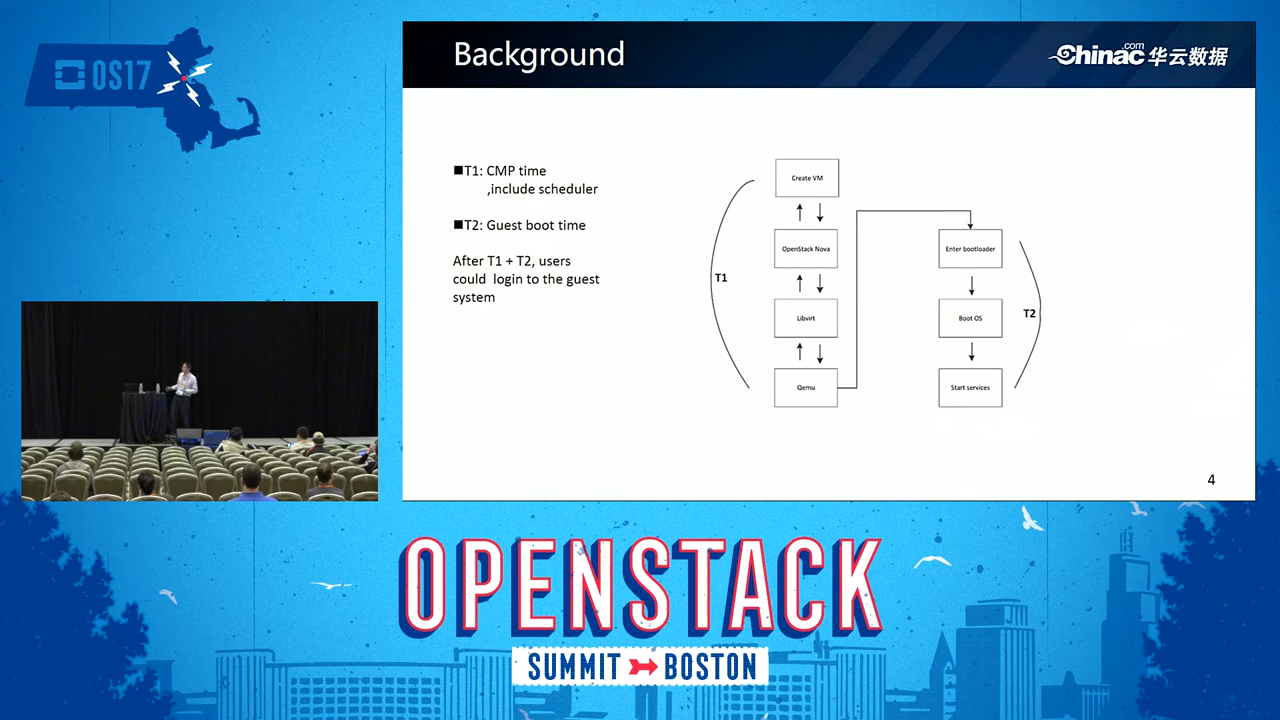 OS17
Background
Chinac.com 华云数据
■T1: CMP time
,include scheduler
■T2: Guest boot time
After T1 + T2, users
could login to the guest
system
T1
Create VM
OpenStack Nova
Libvirt
Qemu
Enter bootloader
Boot OS
Start services
T2
4
OPENSTACK
SUMMIT BOSTON